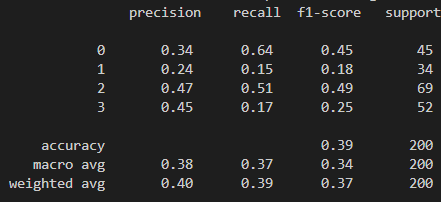 precision recall f1-score support
0 0.34 0.64 0.45 45
1 0.24 0.15 0.18 34
2 0.47 0.51 0.49 69
3 0.45 0.17 0.25 52
accuracy 0.39 200
macro avg 0.38 0.37 0.34 200
weighted avg 0.40 0.39 0.37 200